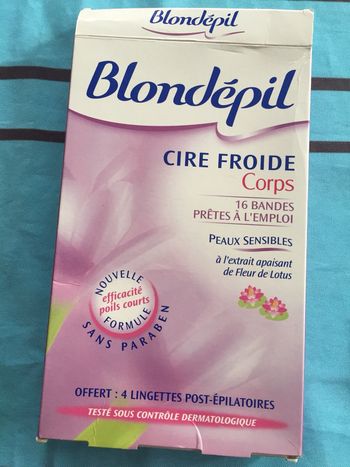 Blondépil
Blondépil
CIRE FROIDE
Corps
16 BANDES
PRÊTES À L'EMPLOI
PEAUX SENSIBLES
à l'extrait apaisant
de Fleur de Lotus
NOUVELLE
efficacité
poils courts
FORMULE
SANS PARABEN
OFFERT : 4 LINGETTES POST-ÉPILATOIRES
TESTÉ SOUS CONTRÔLE DERMATOLOGIQUE